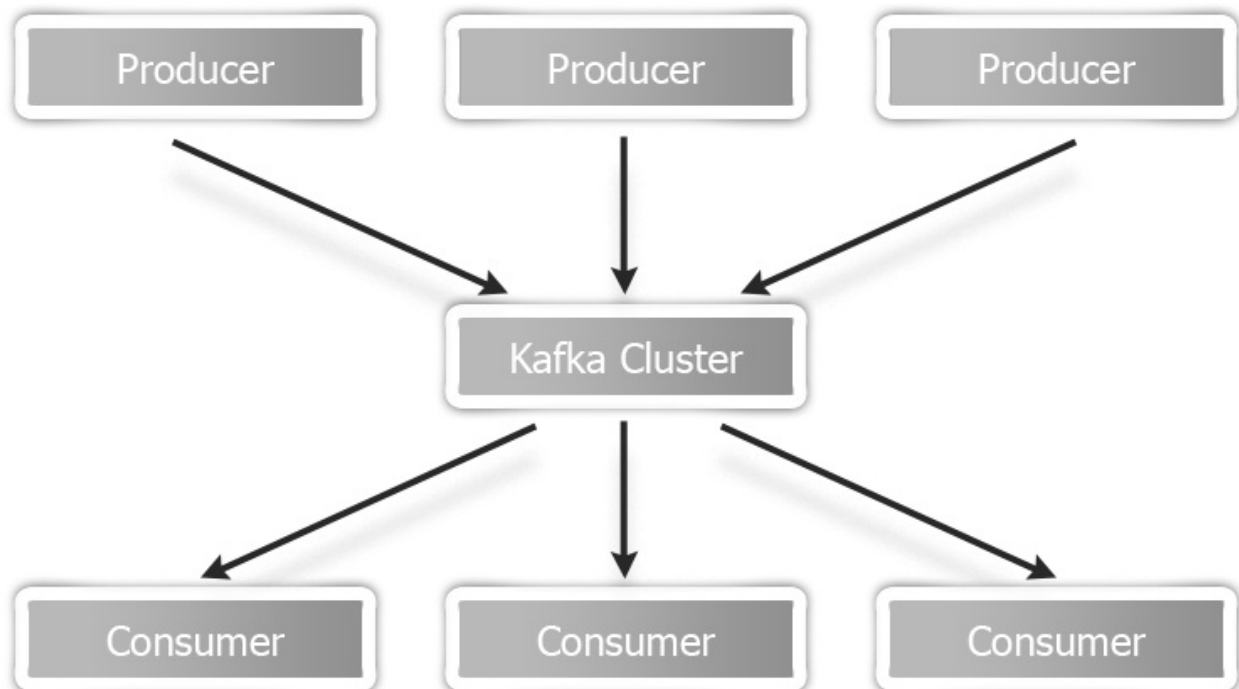 Producer
Producer
Producer
Kafka Cluster
Consumer
Consumer
Consumer